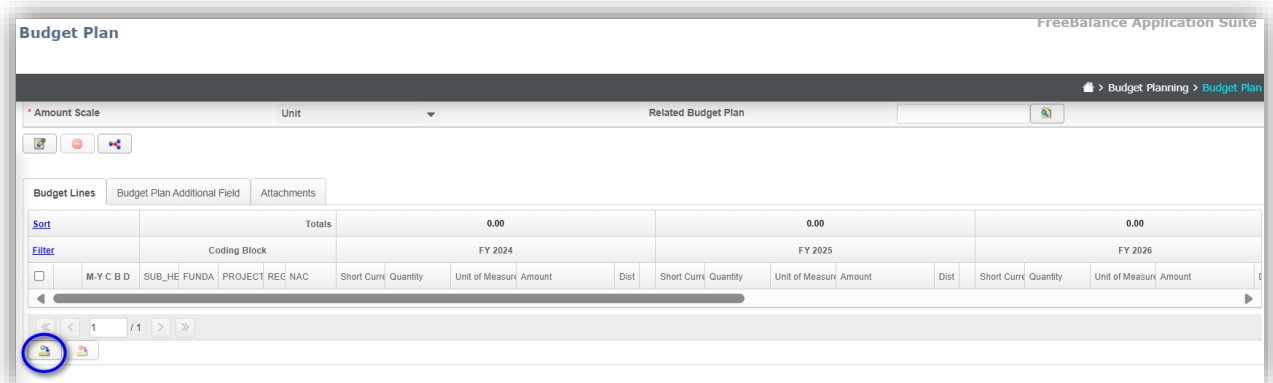 FreeBalance Application Suite
Budget Plan
> Budget Planning > Budget Plan
* Amount Scale Unit Related Budget Plan
Budget Lines Budget Plan Additional Field Attachments
Sort Totals 0.00 0.00 0.00
Filter Coding Block FY 2024 FY 2025 FY 2026
M-Y C B D SUB_HE FUNDA PROJECT REG NAC Short Curre Quantity Unit of Measure Amount Dist Short Curre Quantity Unit of Measure Amount Dist Short Curre Quantity Unit of Measure Amount
1 / 1